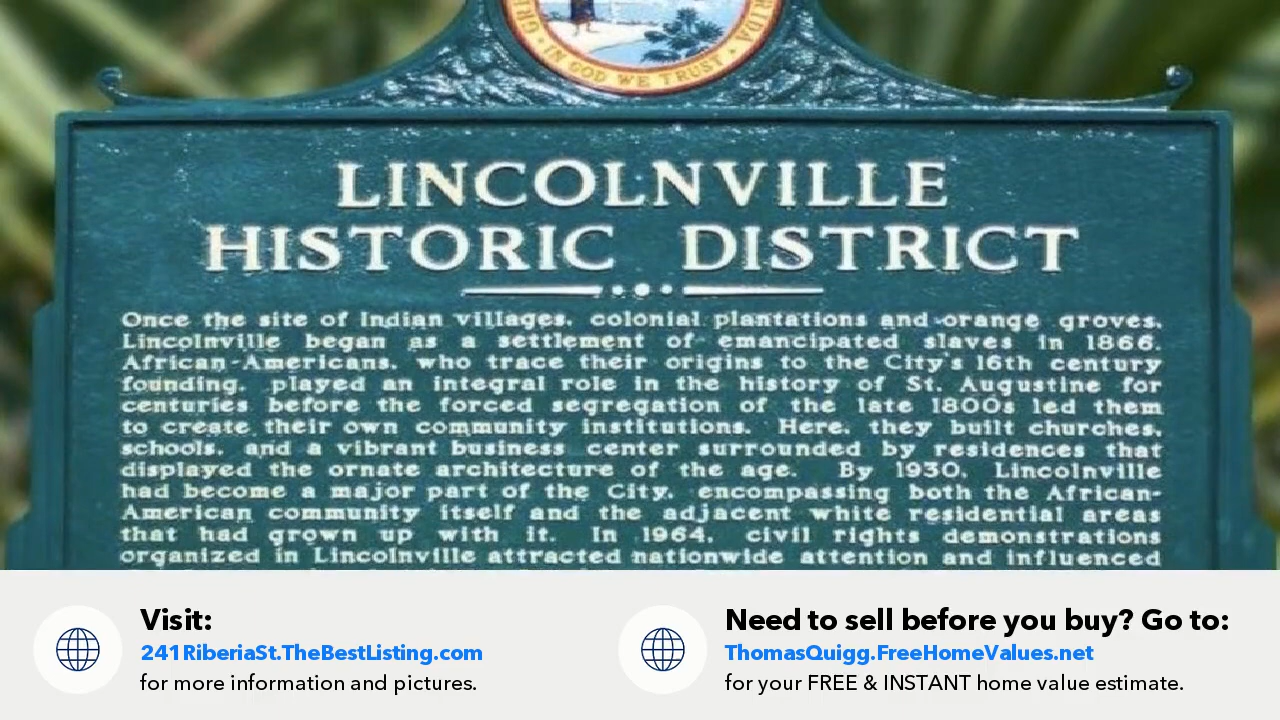 IN GOD WE TRUST
LINCOLNVILLE
HISTORIC DISTRICT
Once the site of Indian villages, colonial plantations and orange groves,
Lincolnville began as a settlement of emancipated slaves in 1866.
African-Americans, who trace their origins to the City's 16th century
founding, played an integral role in the history of St. Augustine for
centuries before the forced segregation of the late 1800s led them
to create their own community institutions. Here, they built churches,
schools, and a vibrant business center surrounded by residences that
displayed the ornate architecture of the age. By 1930, Lincolnville
had become a major part of the City, encompassing both the African-
American community itself and the adjacent white residential areas
that had grown up with it. In 1964, civil rights demonstrations
organized in Lincolnville attracted nationwide attention and influenced
Visit:
241RiberiaSt.TheBestListing.com
for more information and pictures.
Need to sell before you buy? Go to:
ThomasQuigg.FreeHomeValues.net
for your FREE & INSTANT home value estimate.